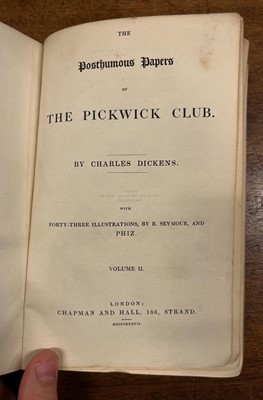 THE
Posthumous Papers
OF
THE PICKWICK CLUB.
BY CHARLES DICKENS.
WITH
FORTY-THREE ILLUSTRATIONS, BY R. SEYMOUR, AND
PHIZ.
VOLUME II.
LONDON:
CHAPMAN AND HALL, 186, STRAND.
MDCCCXXXVII.